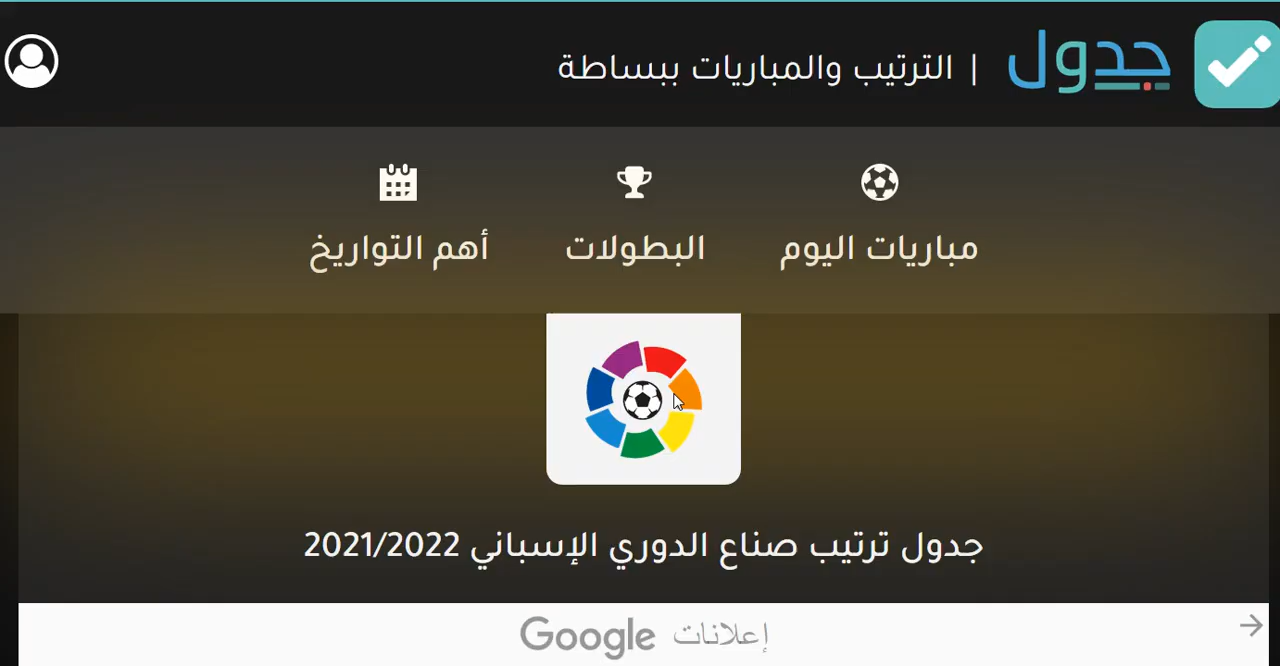 جدول | الترتيب والمباريات ببساطة
مباريات اليوم
البطولات
أهم التواريخ
جدول ترتيب صناع الدوري الإسباني 2021/2022
إعلانات Google